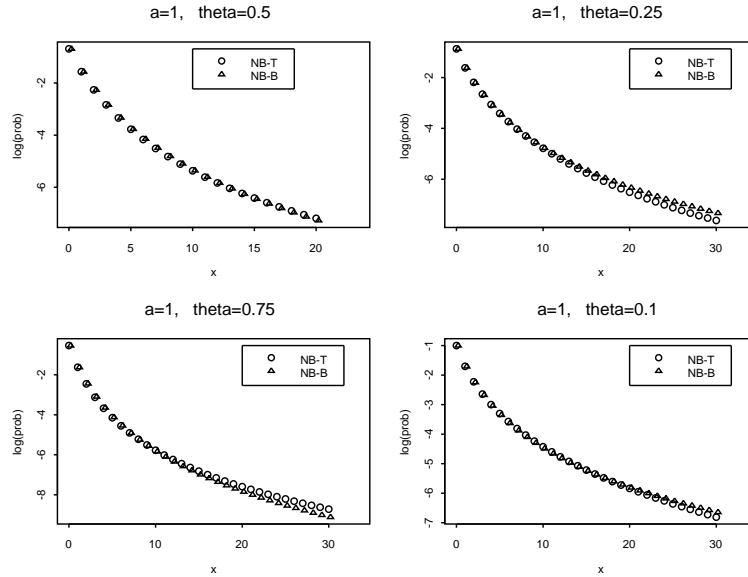 a=1, theta=0.5
log(prob)
-2
-4
-6
NB-T
NB-B
0 5 10 15 20
x
a=1, theta=0.25
log(prob)
-2
-4
-6
NB-T
NB-B
0 10 20 30
x
a=1, theta=0.75
log(prob)
-2
-4
-6
-8
NB-T
NB-B
0 10 20 30
x
a=1, theta=0.1
log(prob)
-1
-2
-3
-4
-5
-6
-7
NB-T
NB-B
0 10 20 30
x